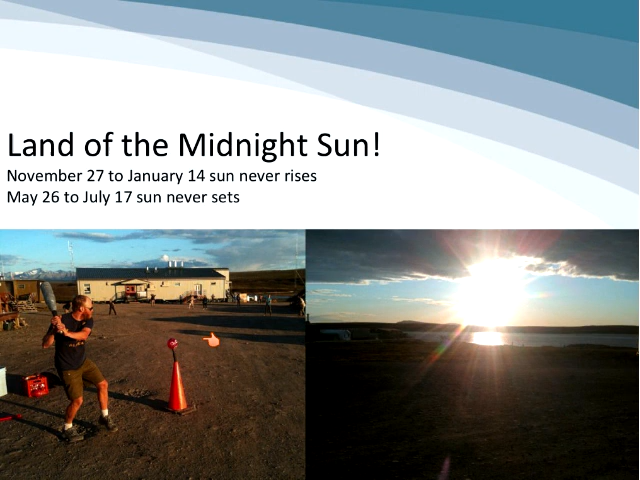 Land of the Midnight Sun!
November 27 to January 14 sun never rises
May 26 to July 17 sun never sets